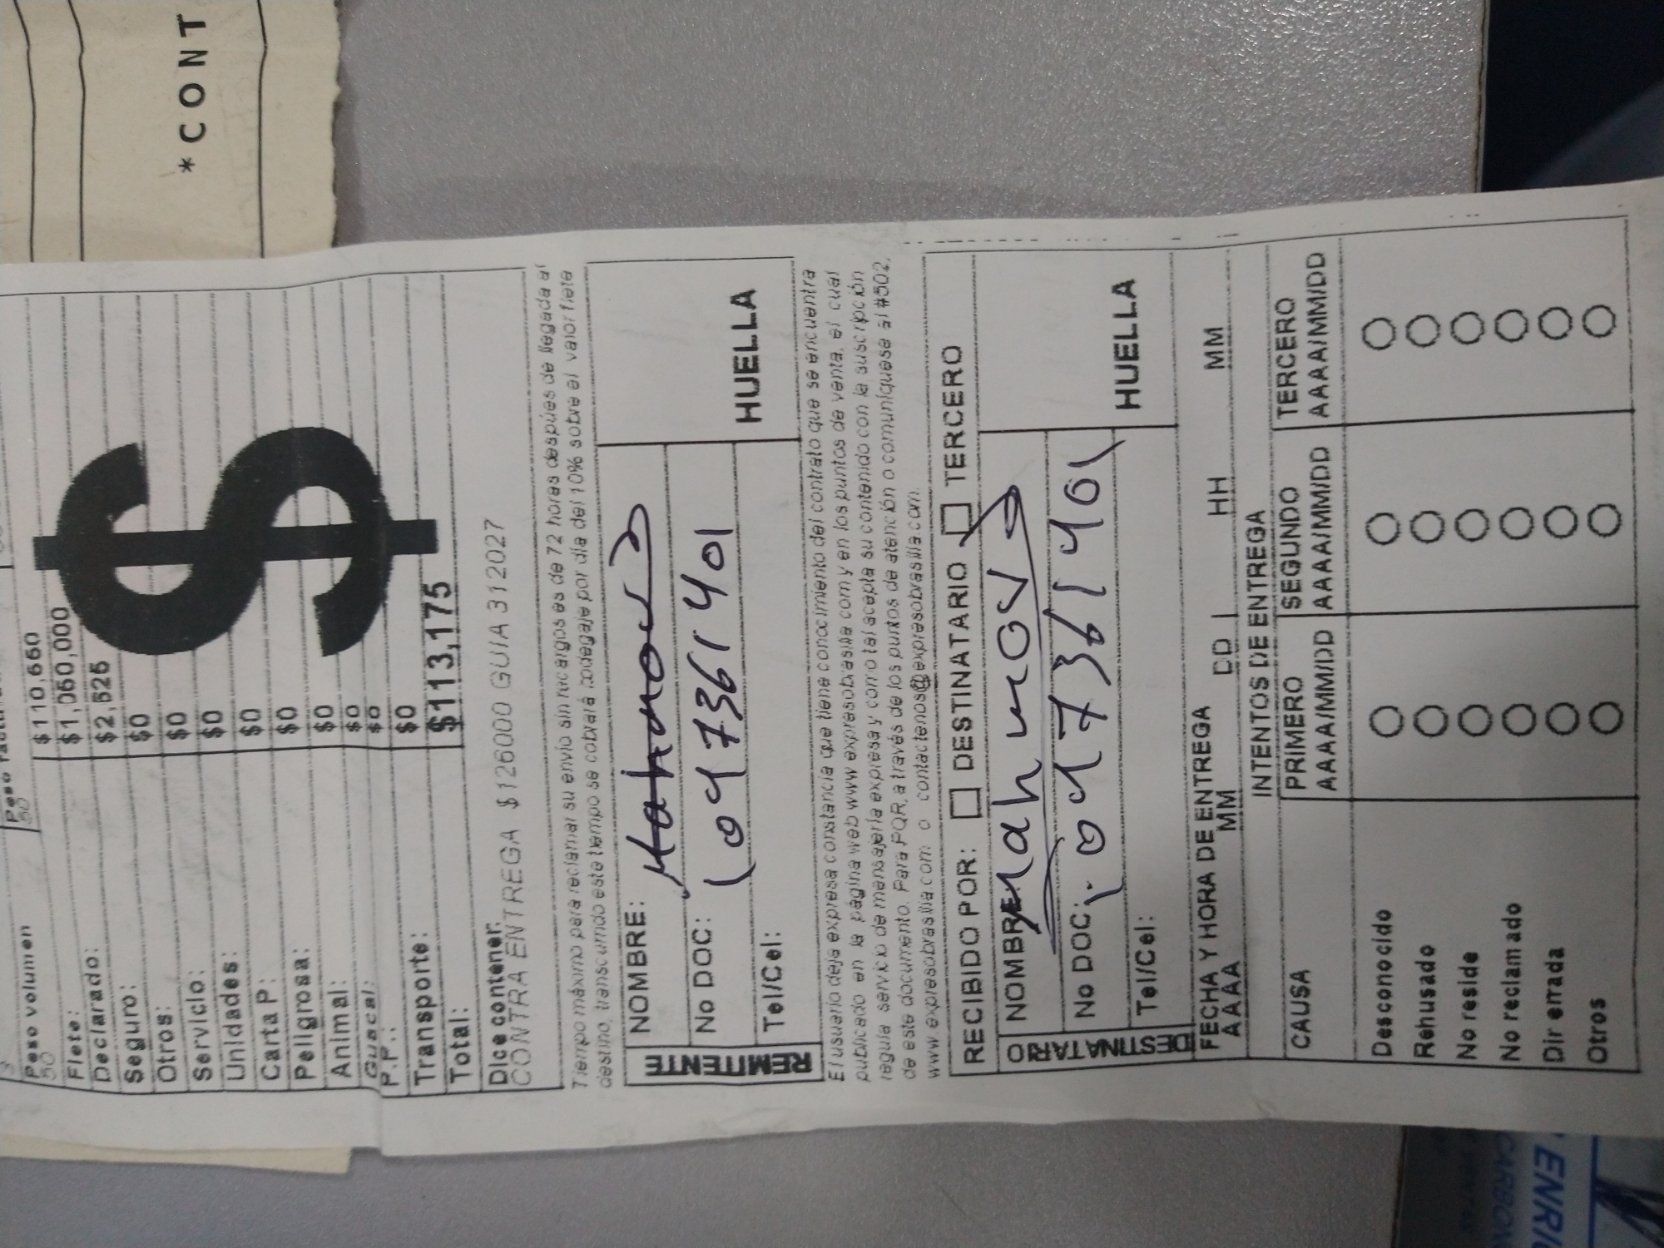 *CONT
Peso volumen
50
50
Flete: $110,650
Declarado: $1,060,000
Seguro: $2,525
Otros: $0
Servicio: $0
Unidades: $0
Carta P: $0
Peligrosa: $0
Animal: $0
Guacal: $0
P.P.: $0
Transporte: $0
Total: $113,175
$
Dice contener:
CONTRA ENTREGA $126000 GUIA 312027
Tiempo máximo para reclamar su envío sin recargos es de 72 horas despúes de llegada al
destino, transcurrido este tiempo se cobrará bodegaje por día del 10% sobre el valor flete
REMITENTE
NOMBRE: Mahmoud
No DOC: 1047361401
Tel/Cel:
HUELLA
El usuario deja expresa constancia que tiene conocimiento del contrato que se encuentra
publicado en la página web www.expresobrasilia.com y en los puntos de venta, el cual
regula servicio de mensajería expresa y con o tal acepta su contenido con la suscripción
de este documento. Para PQR, a través de los puntos de atención o comuníquese al #502,
www.expresobrasilia.com o contactenos@expresobrasilia.com.
RECIBIDO POR: DESTINATARIO TERCERO
DESTINATARIO
NOMBRE
No DOC: 1047361401
Tel/Cel:
HUELLA
FECHA Y HORA DE ENTREGA
AAAA MM DD HH MM
INTENTOS DE ENTREGA
CAUSA PRIMERO SEGUNDO TERCERO
AAAA/MM/DD AAAA/MM/DD AAAA/MM/DD
Desconocido
Rehusado
No reside
No reclamado
Dir errada
Otros
ENRI
CARBON